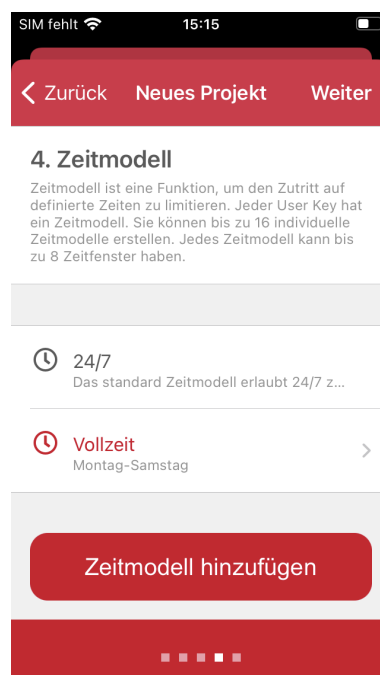 SIM fehlt 15:15
Zurück Neues Projekt Weiter
4. Zeitmodell
Zeitmodell ist eine Funktion, um den Zutritt auf
definierte Zeiten zu limitieren. Jeder User Key hat
ein Zeitmodell. Sie können bis zu 16 individuelle
Zeitmodelle erstellen. Jedes Zeitmodell kann bis
zu 8 Zeitfenster haben.
24/7
Das standard Zeitmodell erlaubt 24/7 z...
Vollzeit
Montag-Samstag
Zeitmodell hinzufügen